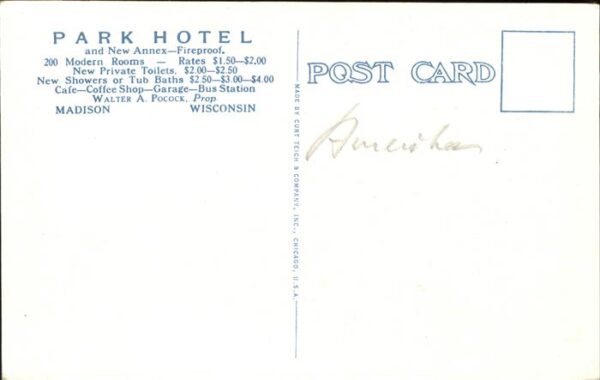 PARK HOTEL
and New Annex—Fireproof.
200 Modern Rooms — Rates $1.50—$2.00
New Private Toilets, $2.00—$2.50
New Showers or Tub Baths $2.50—$3.00—$4.00
Cafe—Coffee Shop—Garage—Bus Station
WALTER A. POCOCK, Prop
MADISON WISCONSIN
MADE BY CURT TEICH & COMPANY, INC., CHICAGO, U.S.A.
POST CARD